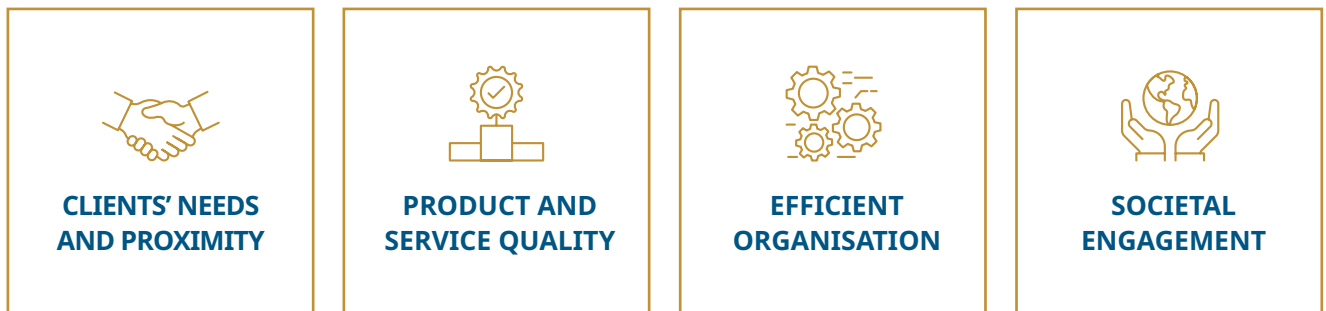 CLIENTS’ NEEDS
AND PROXIMITY
PRODUCT AND
SERVICE QUALITY
EFFICIENT
ORGANISATION
SOCIETAL
ENGAGEMENT